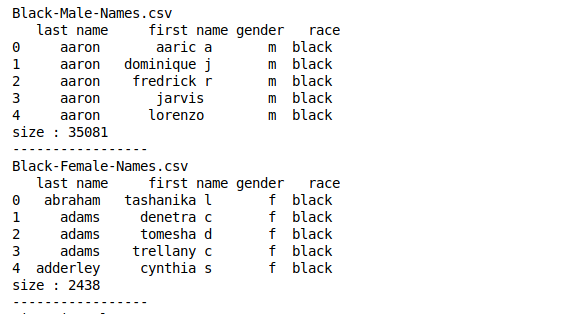 Black-Male-Names.csv
last name first name gender race
0 aaron aaric a m black
1 aaron dominique j m black
2 aaron fredrick r m black
3 aaron jarvis m black
4 aaron lorenzo m black
size : 35081
-----------------
Black-Female-Names.csv
last name first name gender race
0 abraham tashanika l f black
1 adams denetra c f black
2 adams tomesha d f black
3 adams trellany c f black
4 adderley cynthia s f black
size : 2438
-----------------